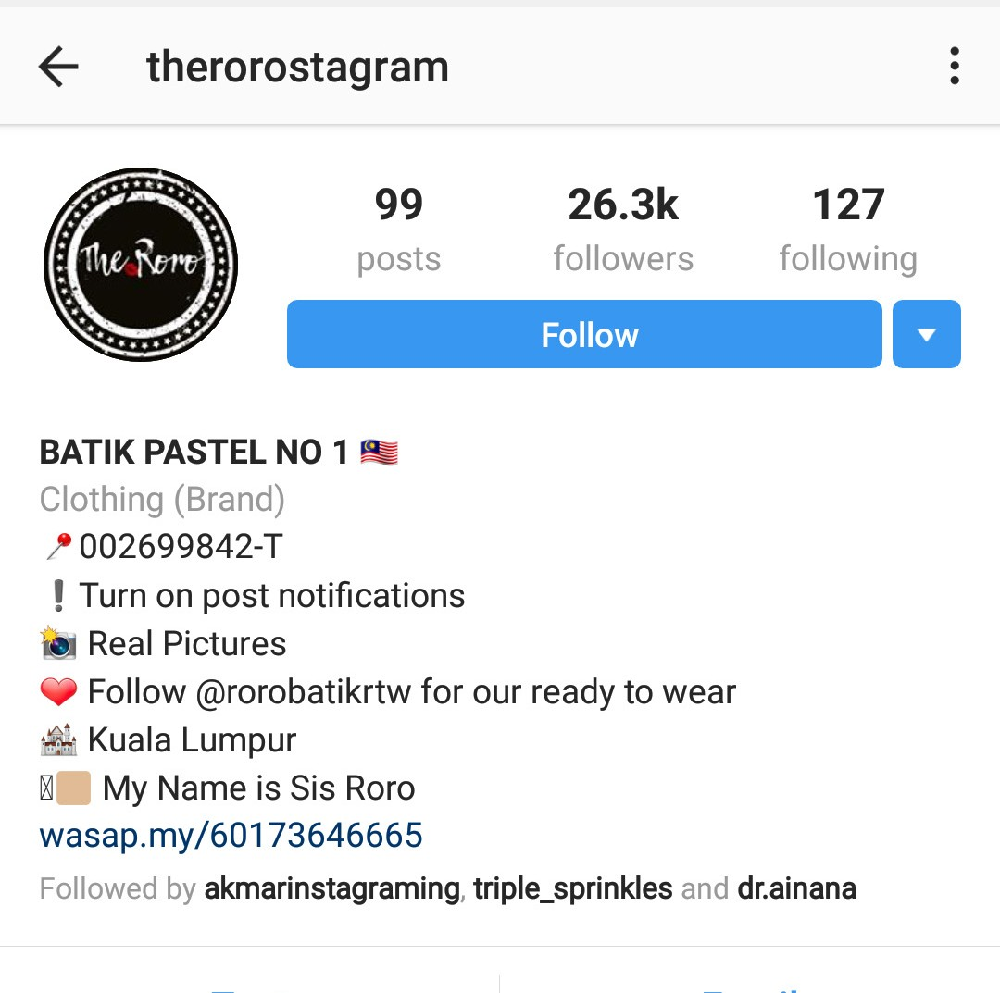 therorostagram
The Roro
99 26.3k 127
posts followers following
Follow
BATIK PASTEL NO 1 🇲🇾
Clothing (Brand)
📍002699842-T
❗Turn on post notifications
📸 Real Pictures
❤️ Follow @rorobatikrtw for our ready to wear
🏰 Kuala Lumpur
My Name is Sis Roro
wasap.my/60173646665
Followed by akmarinstagraming, triple_sprinkles and dr.ainana